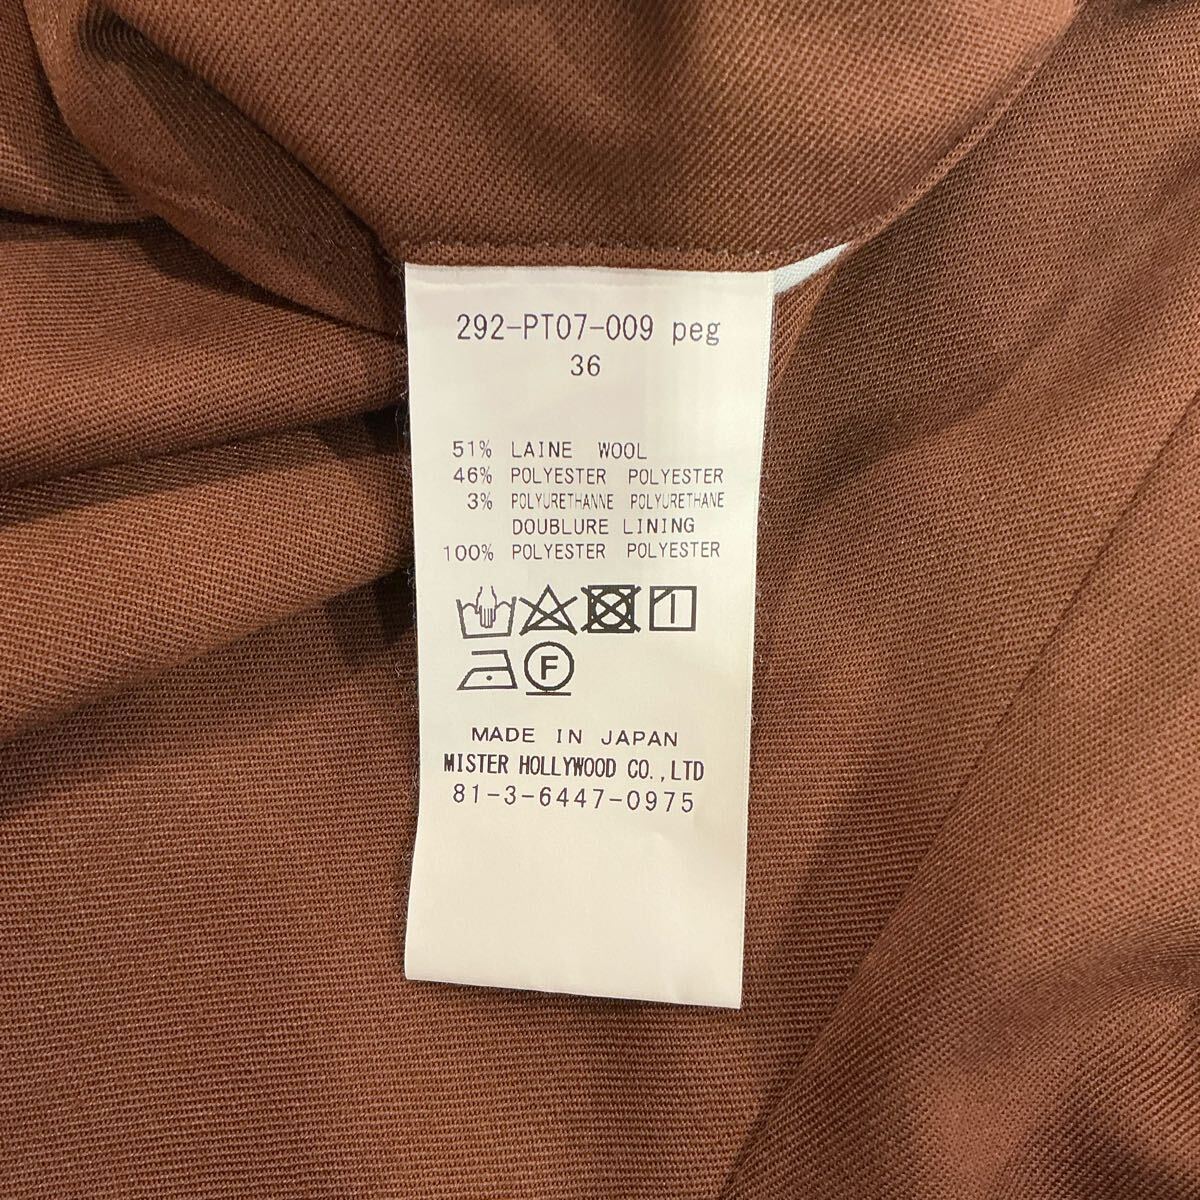 292-PT07-009 peg
36
51% LAINE WOOL
46% POLYESTER POLYESTER
3% POLYURETHANNE POLYURETHANE
DOUBLURE LINING
100% POLYESTER POLYESTER
F
MADE IN JAPAN
MISTER HOLLYWOOD CO.,LTD
81-3-6447-0975